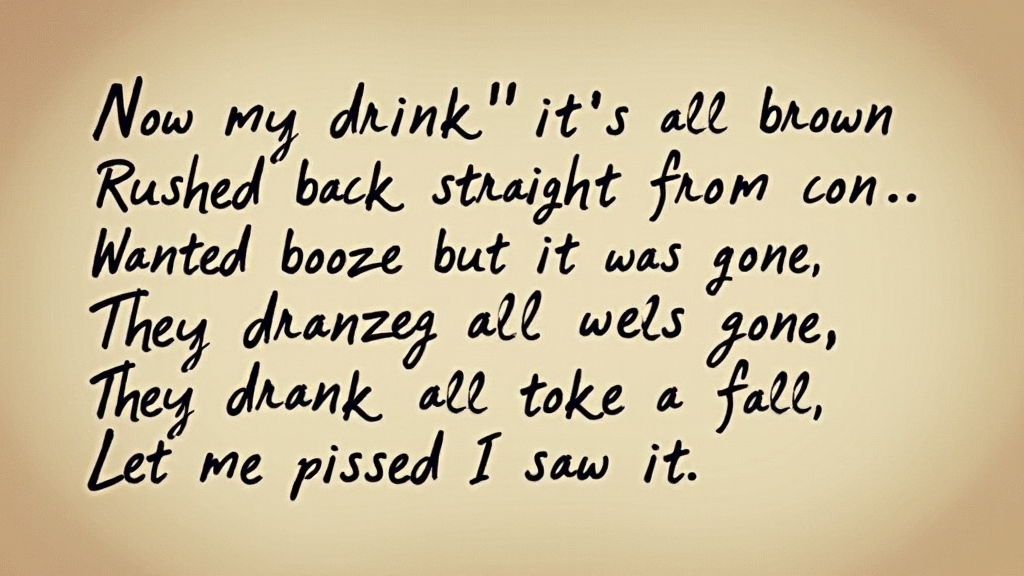 Now my drink" it's all brown
Rushed back straight from con..
Wanted booze but it was gone,
They dranzeg all wels gone,
They drank all toke a fall,
Let me pissed I saw it.